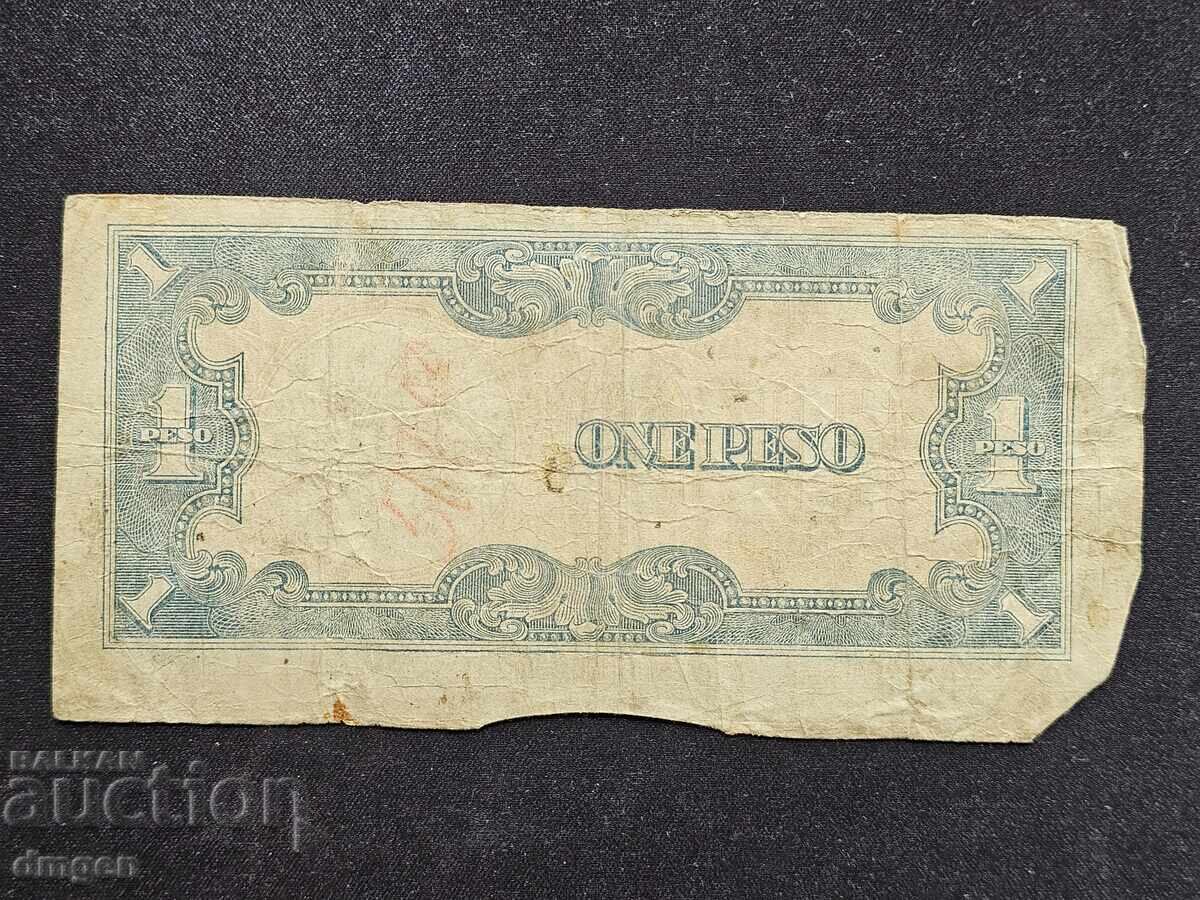 1
1
1 PESO
ONE PESO
1 PESO
1
1
BALKAN
auction
dmgen